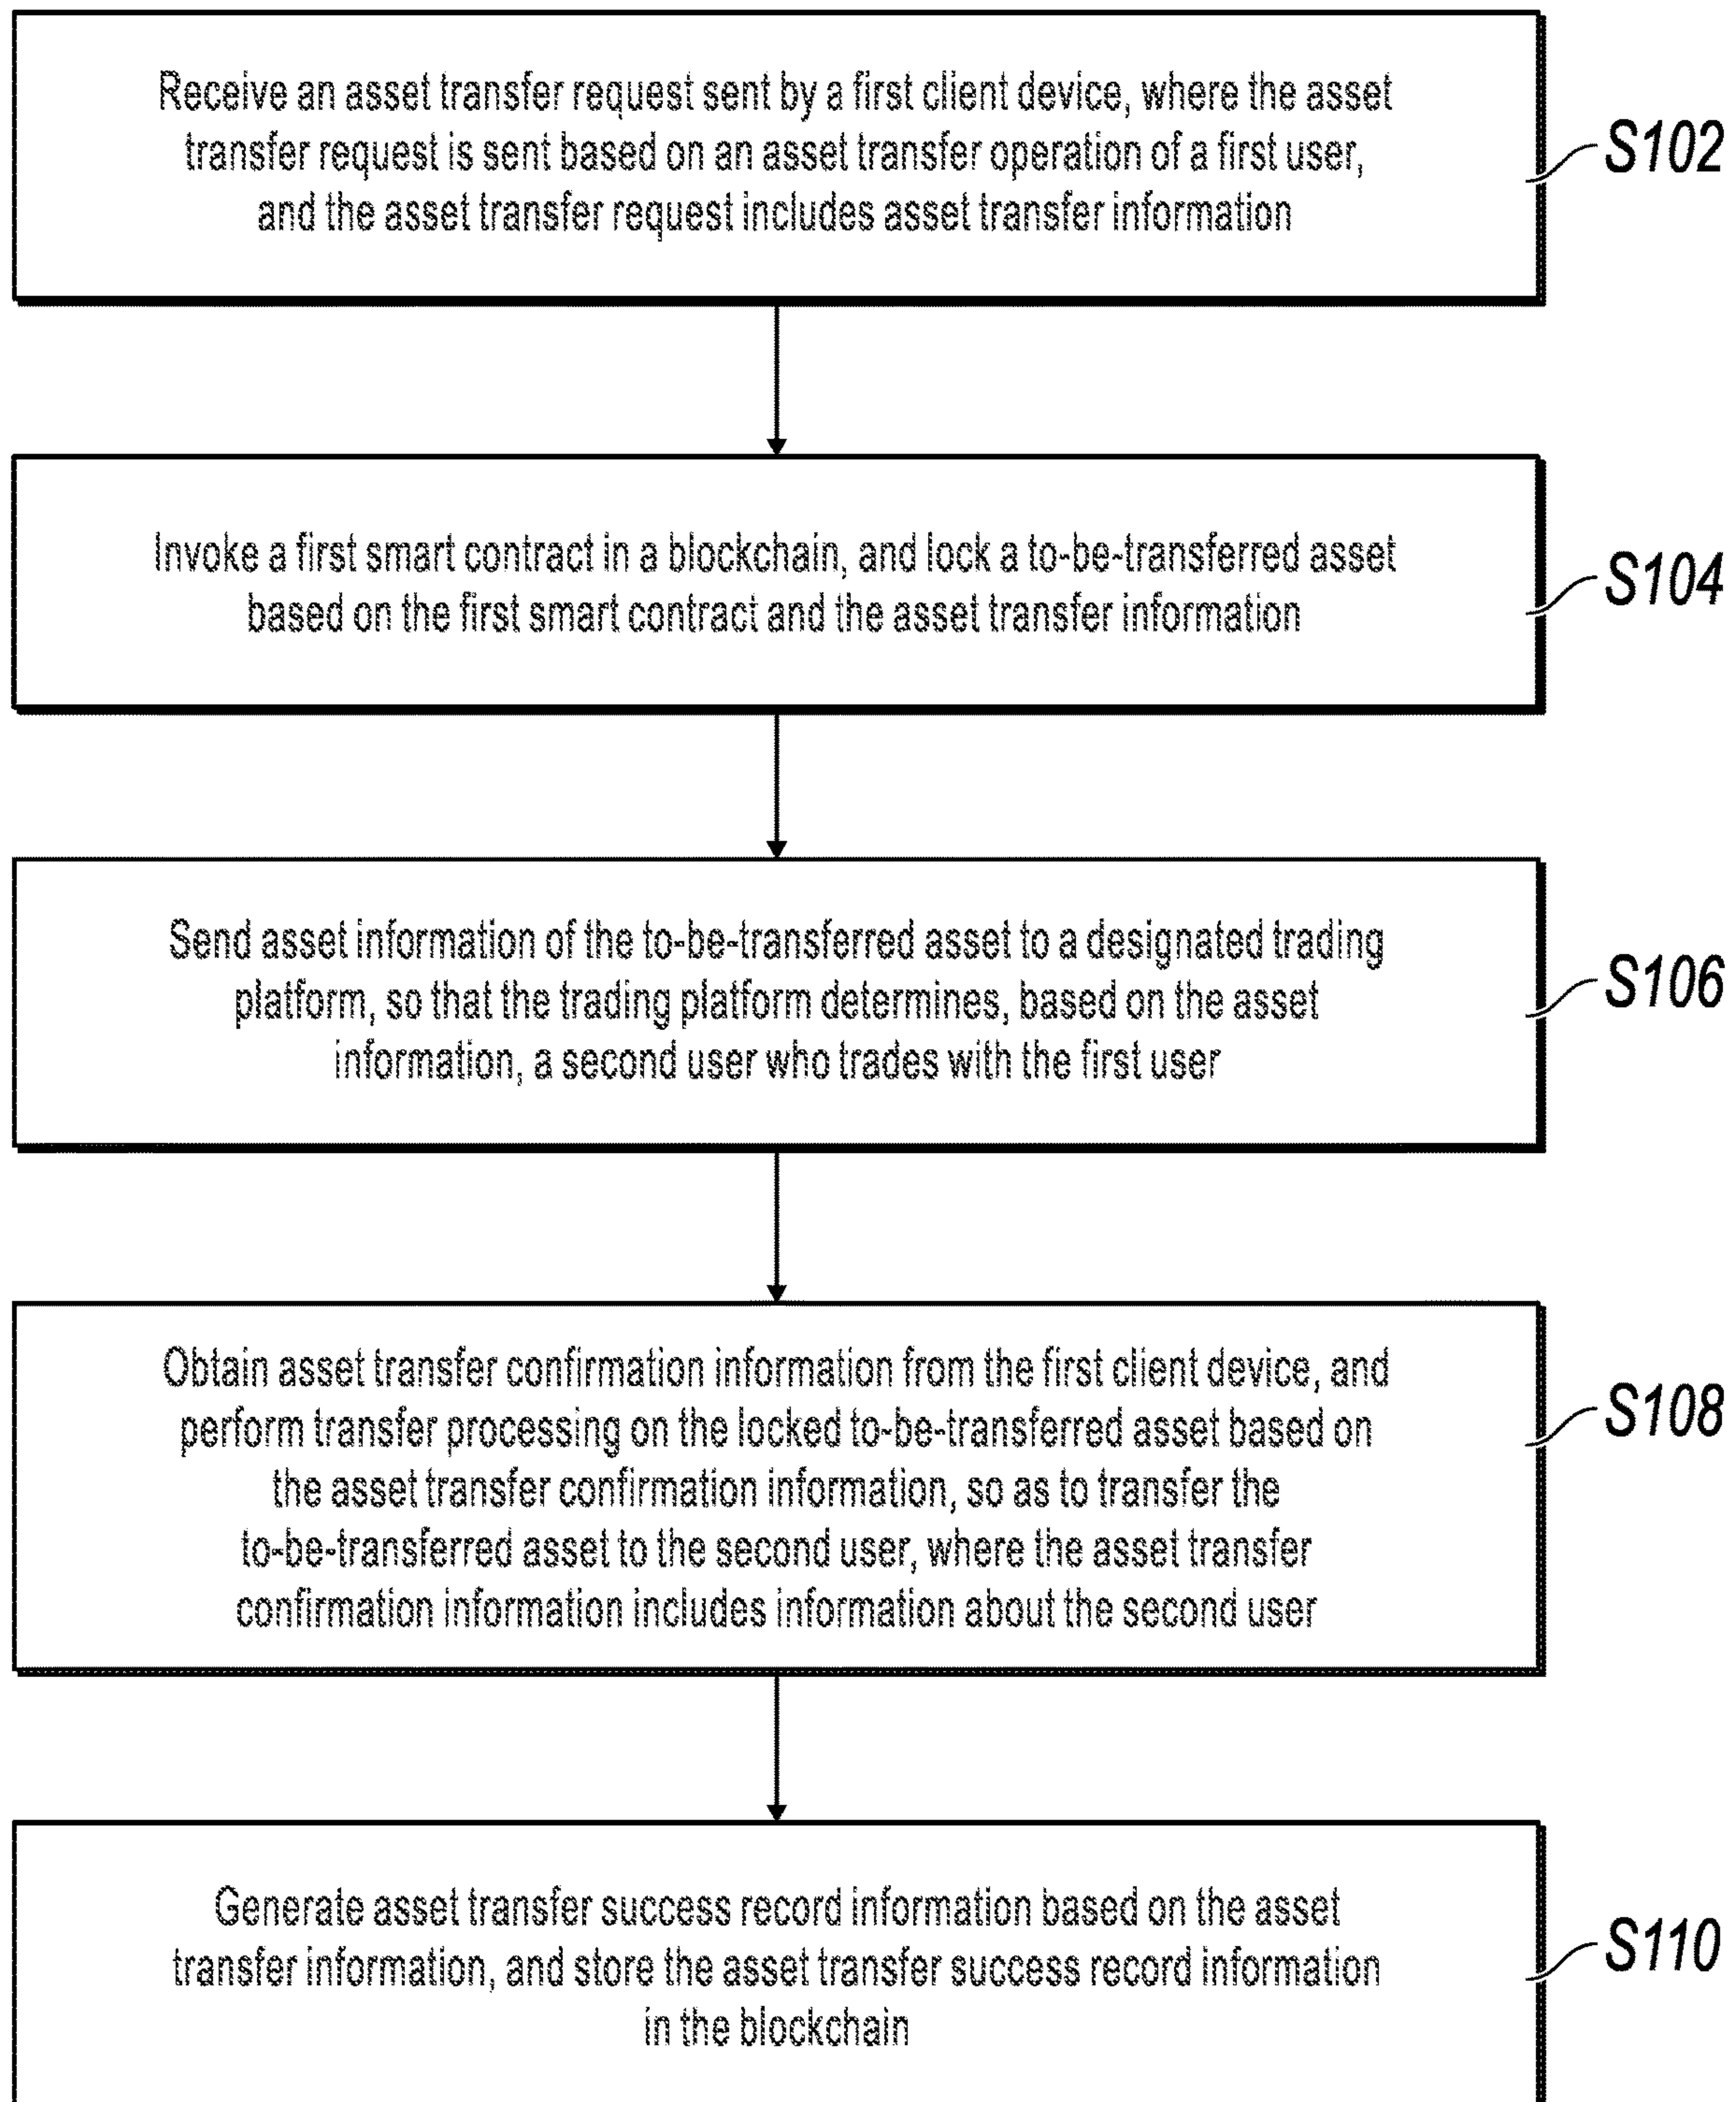 Receive an asset transfer request sent by a first client device, where the asset
transfer request is sent based on an asset transfer operation of a first user,
and the asset transfer request includes asset transfer information
S102
Invoke a first smart contract in a blockchain, and lock a to-be-transferred asset
based on the first smart contract and the asset transfer information
S104
Send asset information of the to-be-transferred asset to a designated trading
platform, so that the trading platform determines, based on the asset
information, a second user who trades with the first user
S106
Obtain asset transfer confirmation information from the first client device, and
perform transfer processing on the locked to-be-transferred asset based on
the asset transfer confirmation information, so as to transfer the
to-be-transferred asset to the second user, where the asset transfer
confirmation information includes information about the second user
S108
Generate asset transfer success record information based on the asset
transfer information, and store the asset transfer success record information
in the blockchain
S110